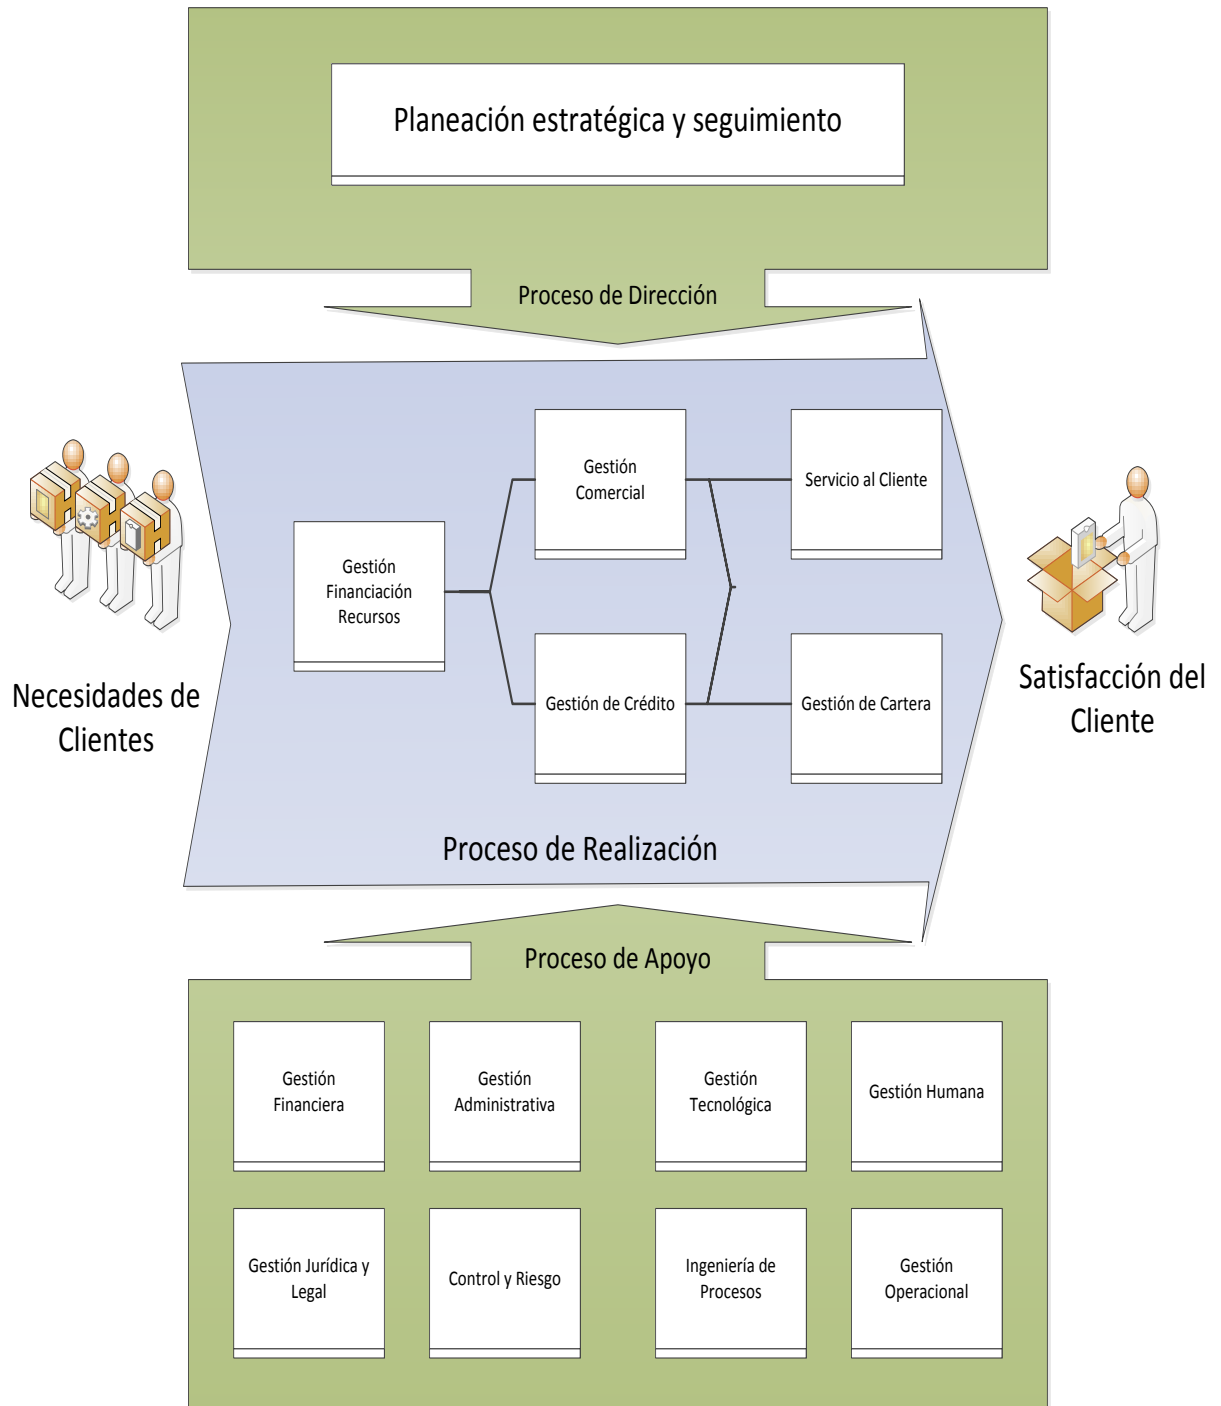 Planeación estratégica y seguimiento
Proceso de Dirección
Gestión
Comercial
Servicio al Cliente
Gestión
Financiación
Recursos
Necesidades de
Clientes
Gestión de Crédito
Gestión de Cartera
Satisfacción del
Cliente
Proceso de Realización
Proceso de Apoyo
Gestión
Financiera
Gestión
Administrativa
Gestión
Tecnológica
Gestión Humana
Gestión Jurídica y
Legal
Control y Riesgo
Ingeniería de
Procesos
Gestión
Operacional